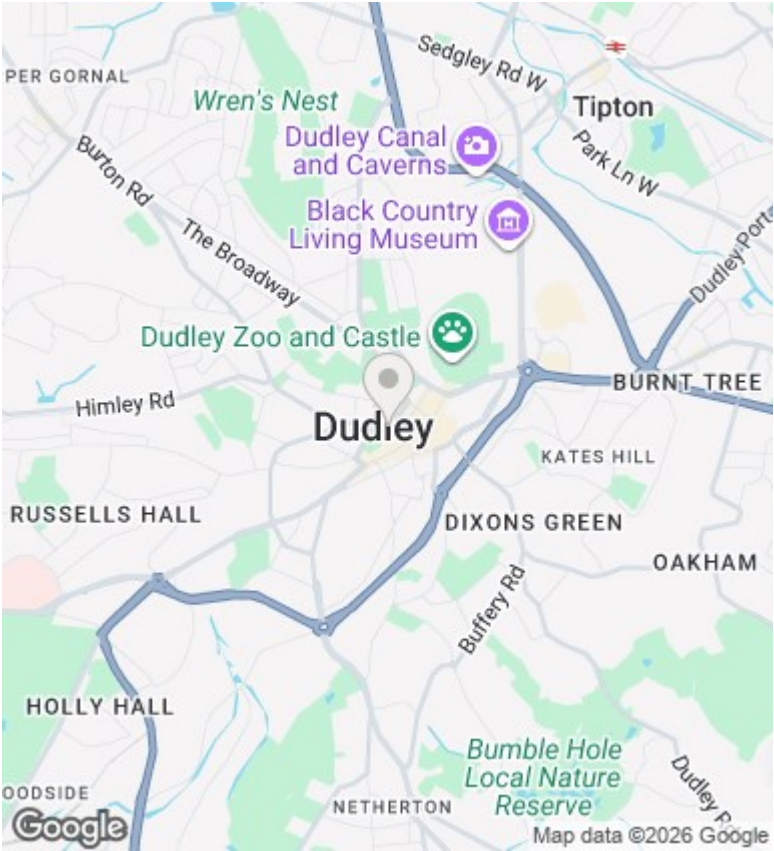 Sedgley Rd W
PER GORNAL
Wren's Nest
Tipton
Dudley Canal
and Caverns
Park Ln W
Burton Rd
Black Country
Living Museum
The Broadway
Dudley Port
Dudley Zoo and Castle
BURNT TREE
Himley Rd
Dudley
KATES HILL
RUSSELLS HALL
DIXONS GREEN
OAKHAM
Buffery Rd
HOLLY HALL
Bumble Hole
Local Nature
Reserve
Dudley R
OODSIDE
NETHERTON
Google
Map data ©2026 Google